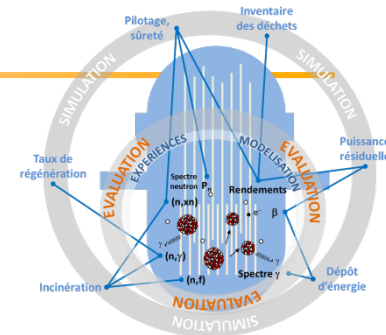 Pilotage,
sûreté
Inventaire
des déchets
SIMULATION
SIMULATION
EXPERIENCES
MODELISATION
EVALUATION
EVALUATION
Puissance
résiduelle
Taux de
régénération
Spectre
neutron
Pn
Rendements
(n,xn)
e-
β
γ
(n,γ)
γ
Spectre γ
Incinération
(n,f)
Dépôt
d'énergie
EVALUATION
SIMULATION